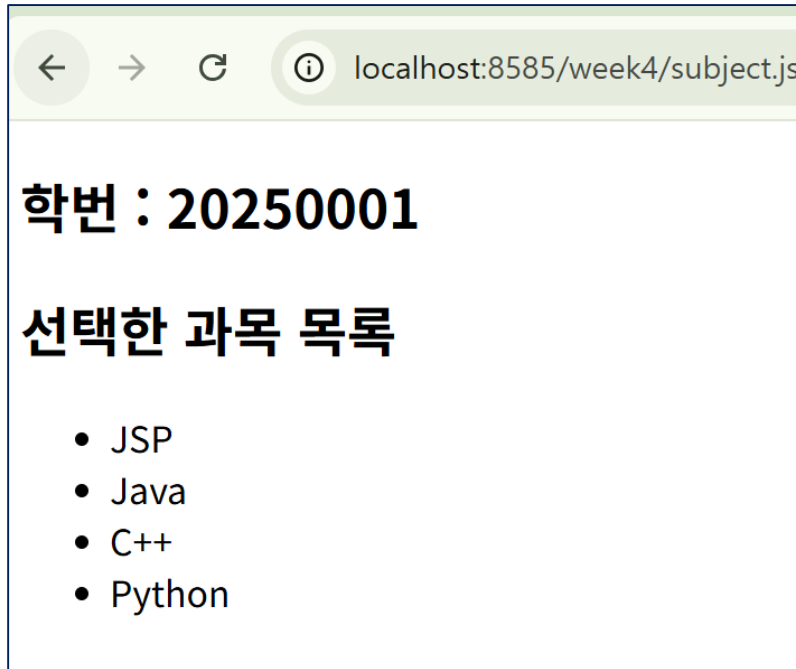 localhost:8585/week4/subject.js
학번 : 20250001
선택한 과목 목록
• JSP
• Java
• C++
• Python